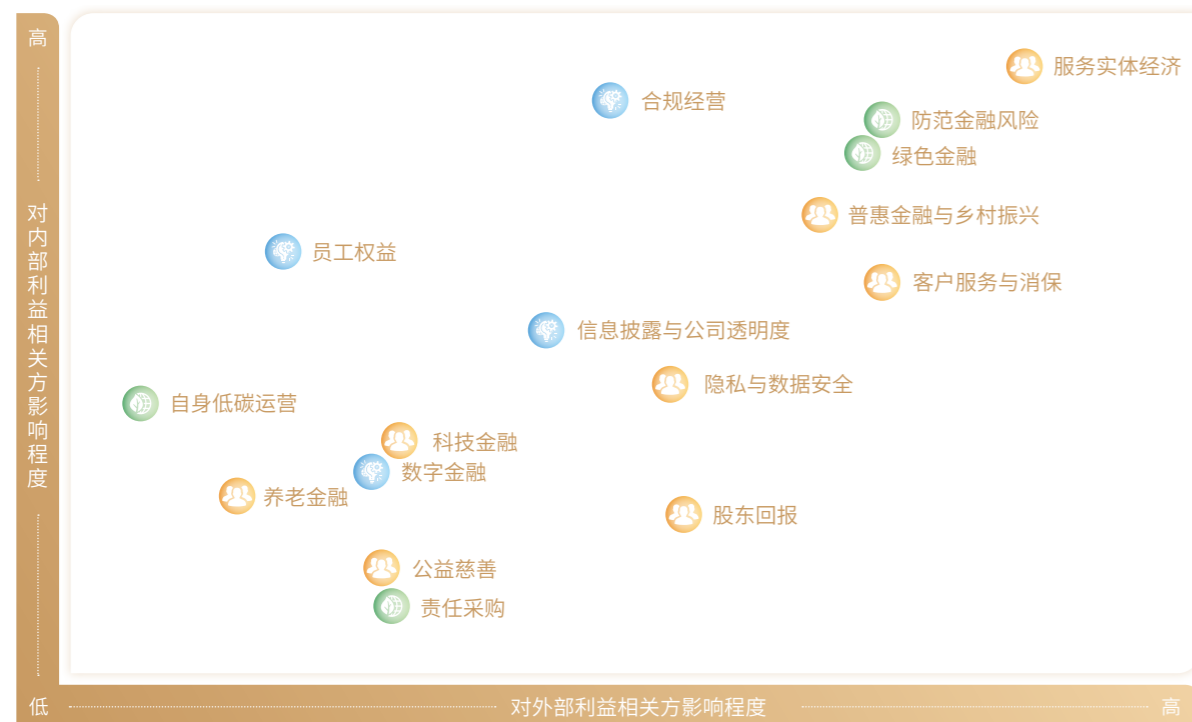 高
服务实体经济
合规经营
防范金融风险
绿色金融
普惠金融与乡村振兴
员工权益
客户服务与消保
信息披露与公司透明度
隐私与数据安全
自身低碳运营
科技金融
数字金融
养老金融
股东回报
公益慈善
责任采购
对内部利益相关方影响程度
低
对外部利益相关方影响程度
高